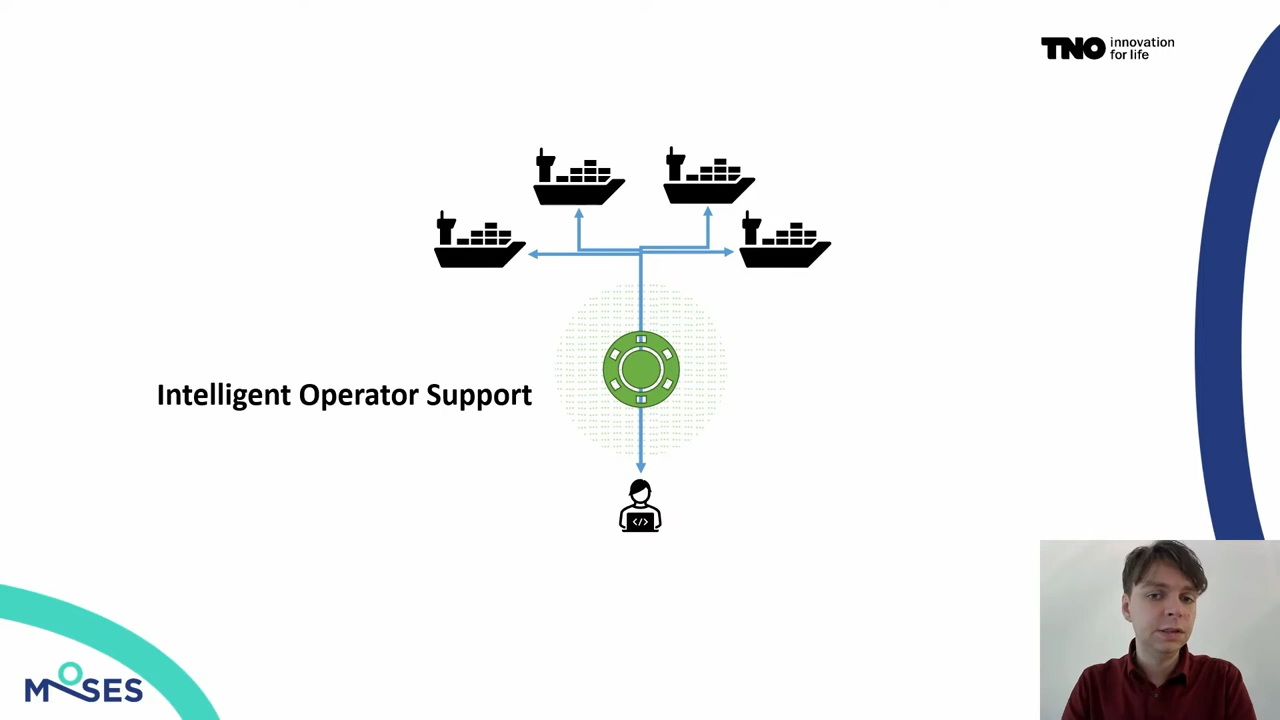 TNO innovation
for life
Intelligent Operator Support
</>
MOSES